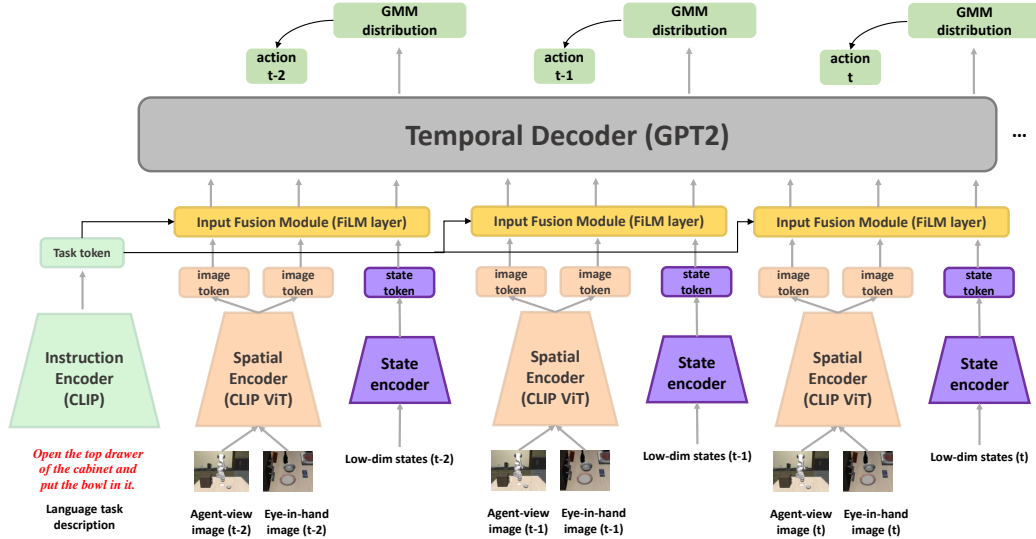 GMM
distribution
GMM
distribution
GMM
distribution
action
t-2
action
t-1
action
t
Temporal Decoder (GPT2)
...
Input Fusion Module (FiLM layer)
Input Fusion Module (FiLM layer)
Input Fusion Module (FiLM layer)
Task token
image
token
image
token
state
token
image
token
image
token
state
token
image
token
image
token
state
token
Instruction
Encoder
(CLIP)
Spatial
Encoder
(CLIP ViT)
State
encoder
Spatial
Encoder
(CLIP ViT)
State
encoder
Spatial
Encoder
(CLIP ViT)
State
encoder
Open the top drawer
of the cabinet and
put the bowl in it.
Language task
description
Low-dim states (t-2)
Low-dim states (t-1)
Low-dim states (t)
Agent-view
image (t-2)
Eye-in-hand
image (t-2)
Agent-view
image (t-1)
Eye-in-hand
image (t-1)
Agent-view
image (t)
Eye-in-hand
image (t)